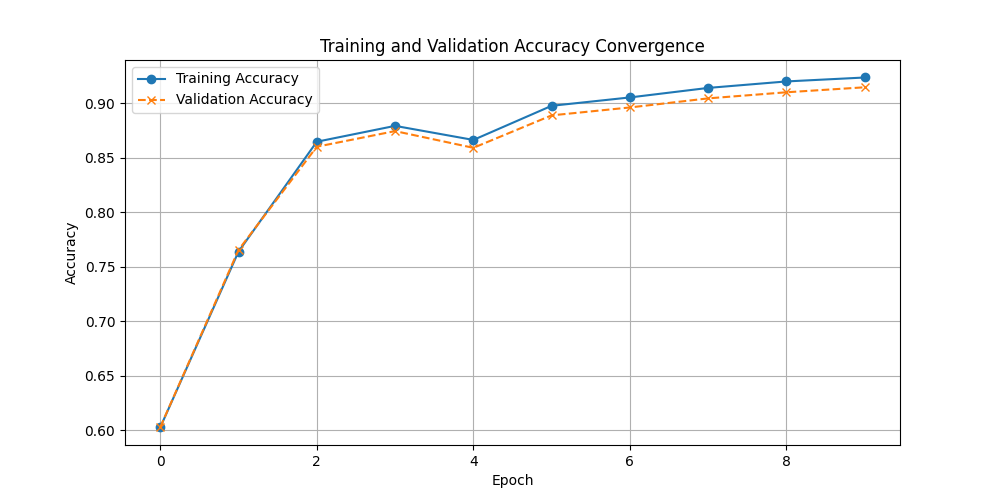 Training and Validation Accuracy Convergence
Training Accuracy
Validation Accuracy
0.90
0.85
0.80
0.75
0.70
0.65
0.60
Accuracy
0 2 4 6 8
Epoch